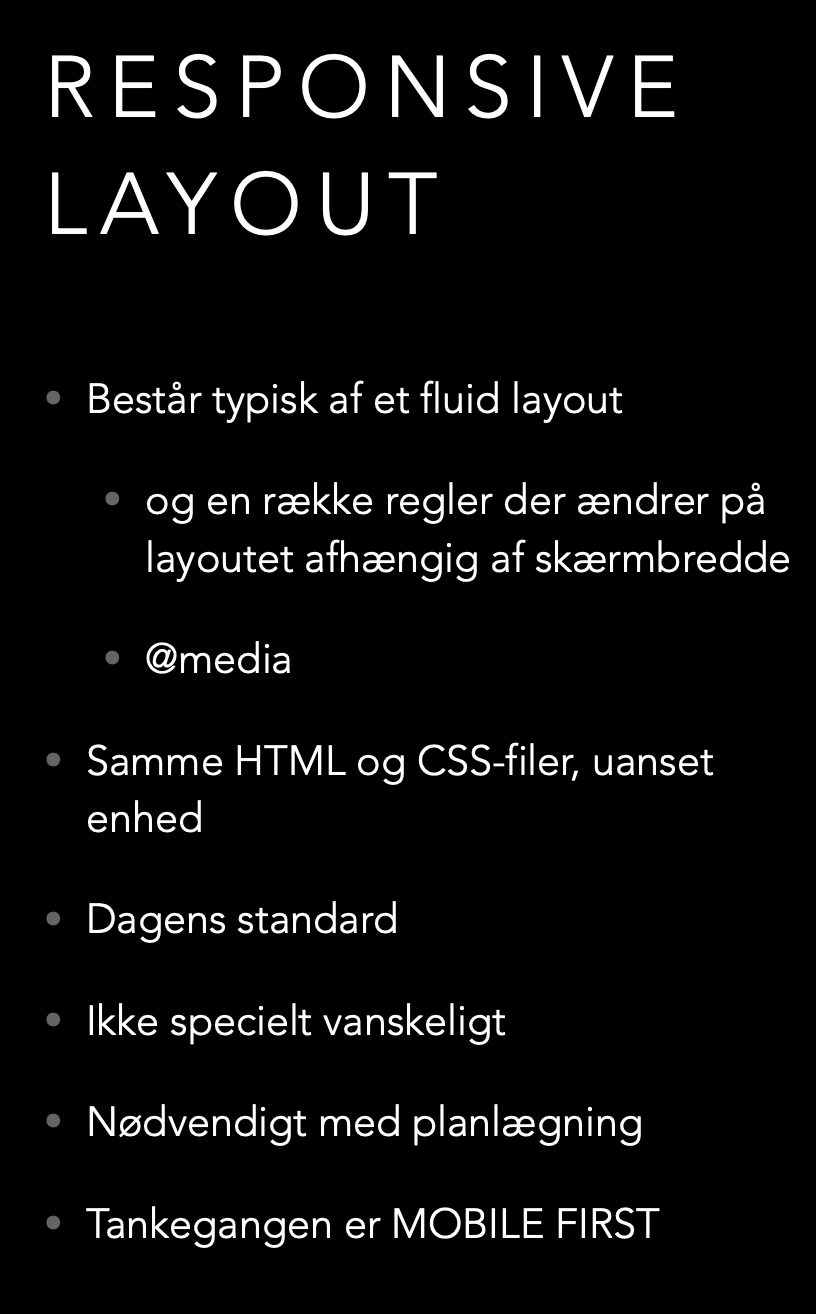 RESPONSIVE
LAYOUT
• Består typisk af et fluid layout
• og en række regler der ændrer på
layoutet afhængig af skærmbredde
• @media
• Samme HTML og CSS-filer, uanset
enhed
• Dagens standard
• Ikke specielt vanskeligt
• Nødvendigt med planlægning
• Tankegangen er MOBILE FIRST